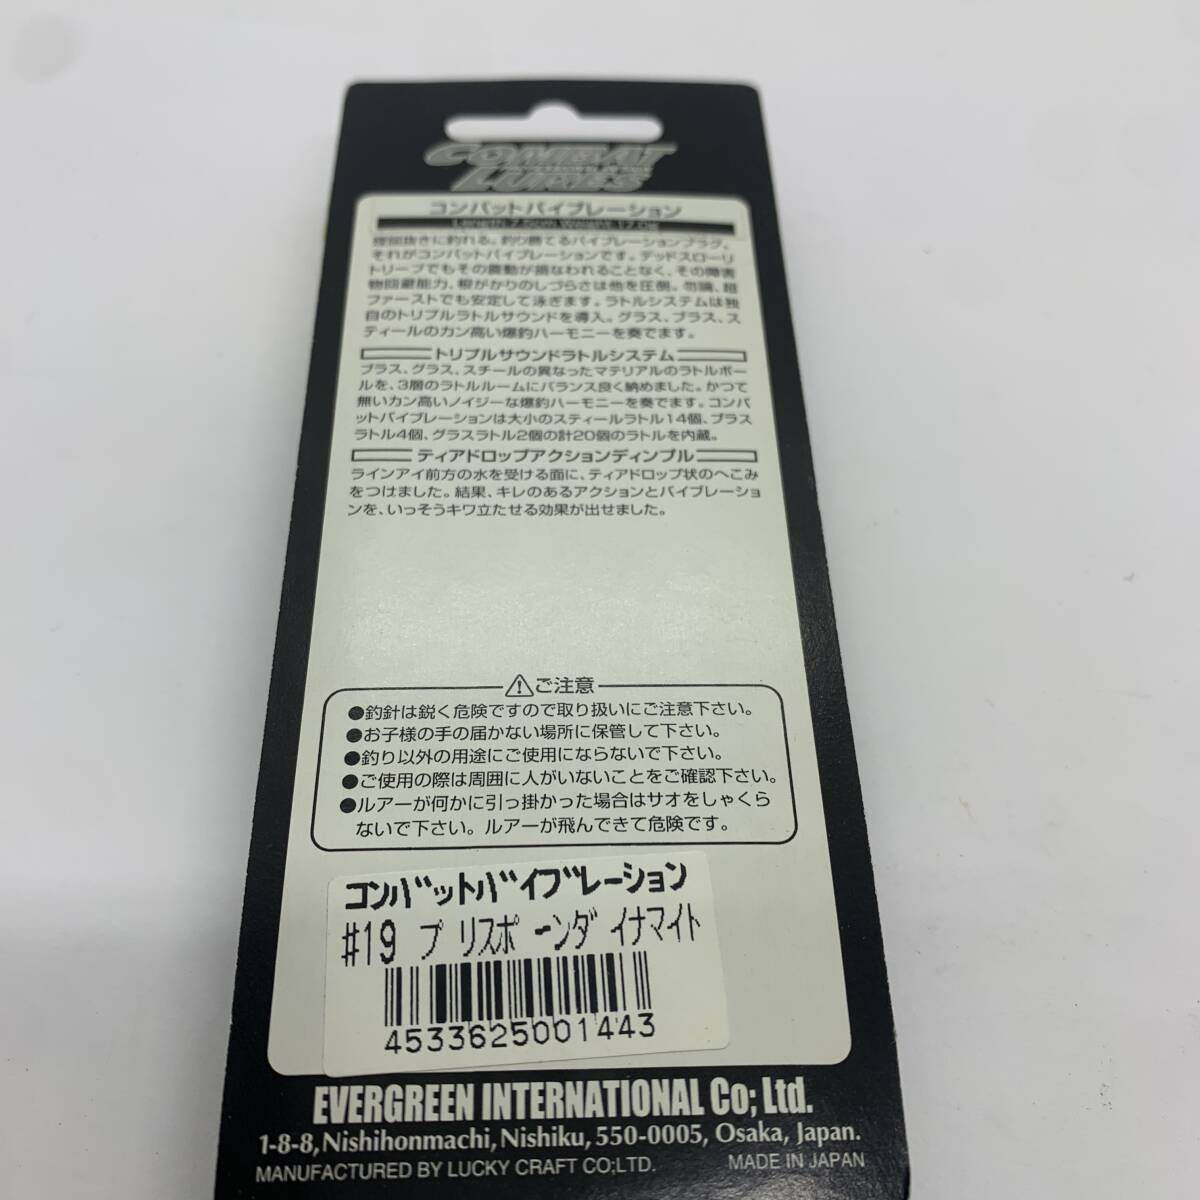 COMBAT
LURES
コンバットバイブレーション
Length:7.5cm Weight:17.0g
理屈抜きに釣れる。釣り勝てるバイブレーションプラグ。
それがコンバットバイブレーションです。デッドスローリ
トリーブでもその震動が損なわれることなく、その障害
物回避能力、根がかりのしづらさは他を圧倒。勿論、超
ファーストでも安定して泳ぎます。ラトルシステムは独
自のトリプルラトルサウンドを導入。グラス、ブラス、ス
ティールのカン高い爆釣ハーモニーを奏でます。
トリプルサウンドラトルシステム
ブラス、グラス、スチールの異なったマテリアルのラトルボー
ルを、3層のラトルルームにバランス良く納めました。かつて
無いカン高いノイジーな爆釣ハーモニーを奏でます。コンバ
ットバイブレーションは大小のスティールラトル14個、ブラス
ラトル4個、グラスラトル2個の計20個のラトルを内蔵。
ティアドロップアクションディンプル
ラインアイ前方の水を受ける面に、ティアドロップ状のへこみ
をつけました。結果、キレのあるアクションとバイブレーショ
ンを、いっそうキワ立たせる効果が出せました。
⚠ご注意
●釣針は鋭く危険ですので取り扱いにご注意下さい。
●お子様の手の届かない場所に保管して下さい。
●釣り以外の用途にご使用にならないで下さい。
●ご使用の際は周囲に人がいないことをご確認下さい。
●ルアーが何かに引っ掛かった場合はサオをしゃくら
ないで下さい。ルアーが飛んできて危険です。
コンバットバイブレーション
#19 プリスポーンダイナマイト
4533625001443
EVERGREEN INTERNATIONAL Co; Ltd.
1-8-8, Nishihonmachi, Nishiku, 550-0005, Osaka, Japan.
MANUFACTURED BY LUCKY CRAFT CO;LTD. MADE IN JAPAN